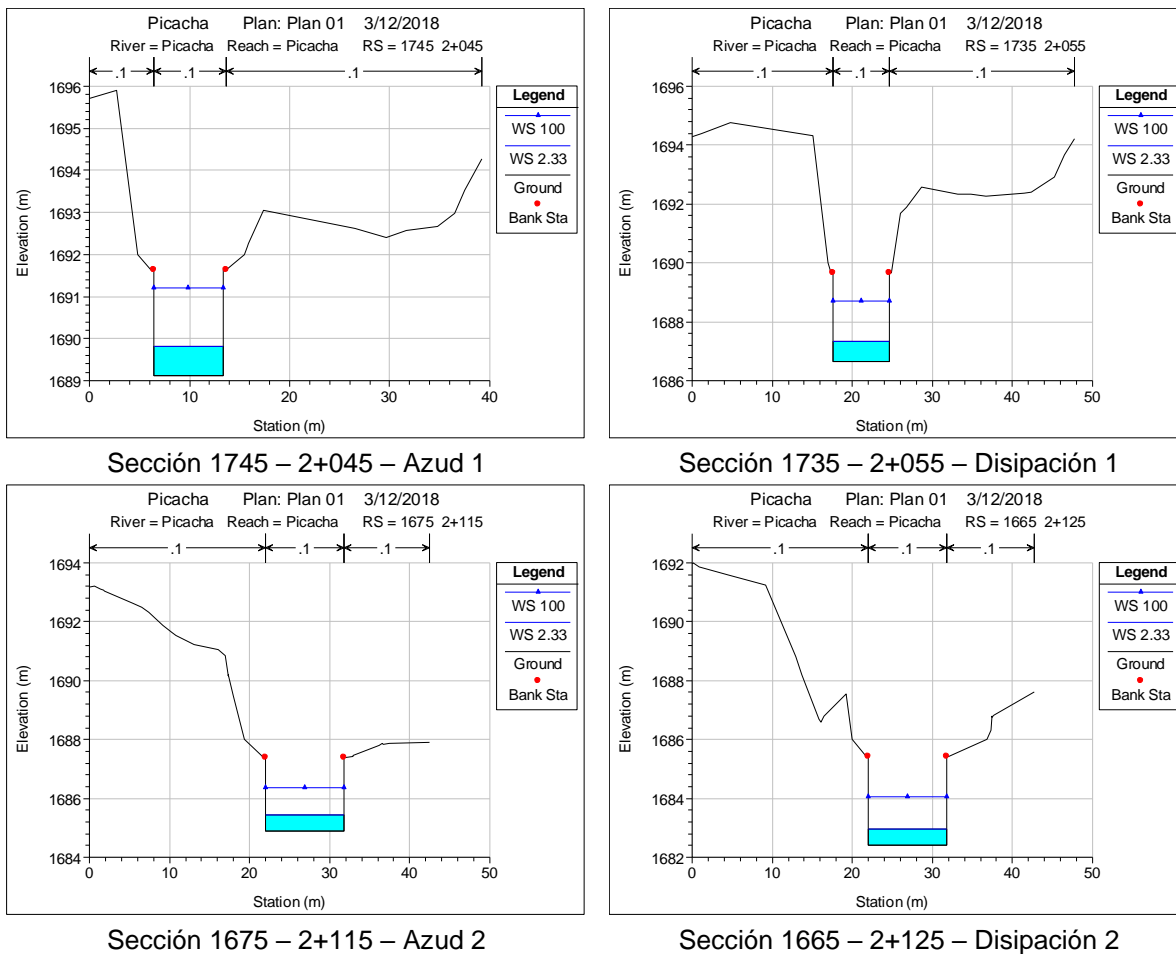 Picacha Plan: Plan 01 3/12/2018
River = Picacha Reach = Picacha RS = 1745 2+045
.1 .1 .1
Legend
WS 100
WS 2.33
Ground
Bank Sta
1696
1695
1694
1693
1692
1691
1690
1689
Elevation (m)
0 10 20 30 40
Station (m)
Sección 1745 – 2+045 – Azud 1
Picacha Plan: Plan 01 3/12/2018
River = Picacha Reach = Picacha RS = 1735 2+055
.1 .1 .1
Legend
WS 100
WS 2.33
Ground
Bank Sta
1696
1694
1692
1690
1688
1686
Elevation (m)
0 10 20 30 40 50
Station (m)
Sección 1735 – 2+055 – Disipación 1
Picacha Plan: Plan 01 3/12/2018
River = Picacha Reach = Picacha RS = 1675 2+115
.1 .1 .1
Legend
WS 100
WS 2.33
Ground
Bank Sta
1694
1692
1690
1688
1686
1684
Elevation (m)
0 10 20 30 40 50
Station (m)
Sección 1675 – 2+115 – Azud 2
Picacha Plan: Plan 01 3/12/2018
River = Picacha Reach = Picacha RS = 1665 2+125
.1 .1 .1
Legend
WS 100
WS 2.33
Ground
Bank Sta
1692
1690
1688
1686
1684
1682
Elevation (m)
0 10 20 30 40 50
Station (m)
Sección 1665 – 2+125 – Disipación 2